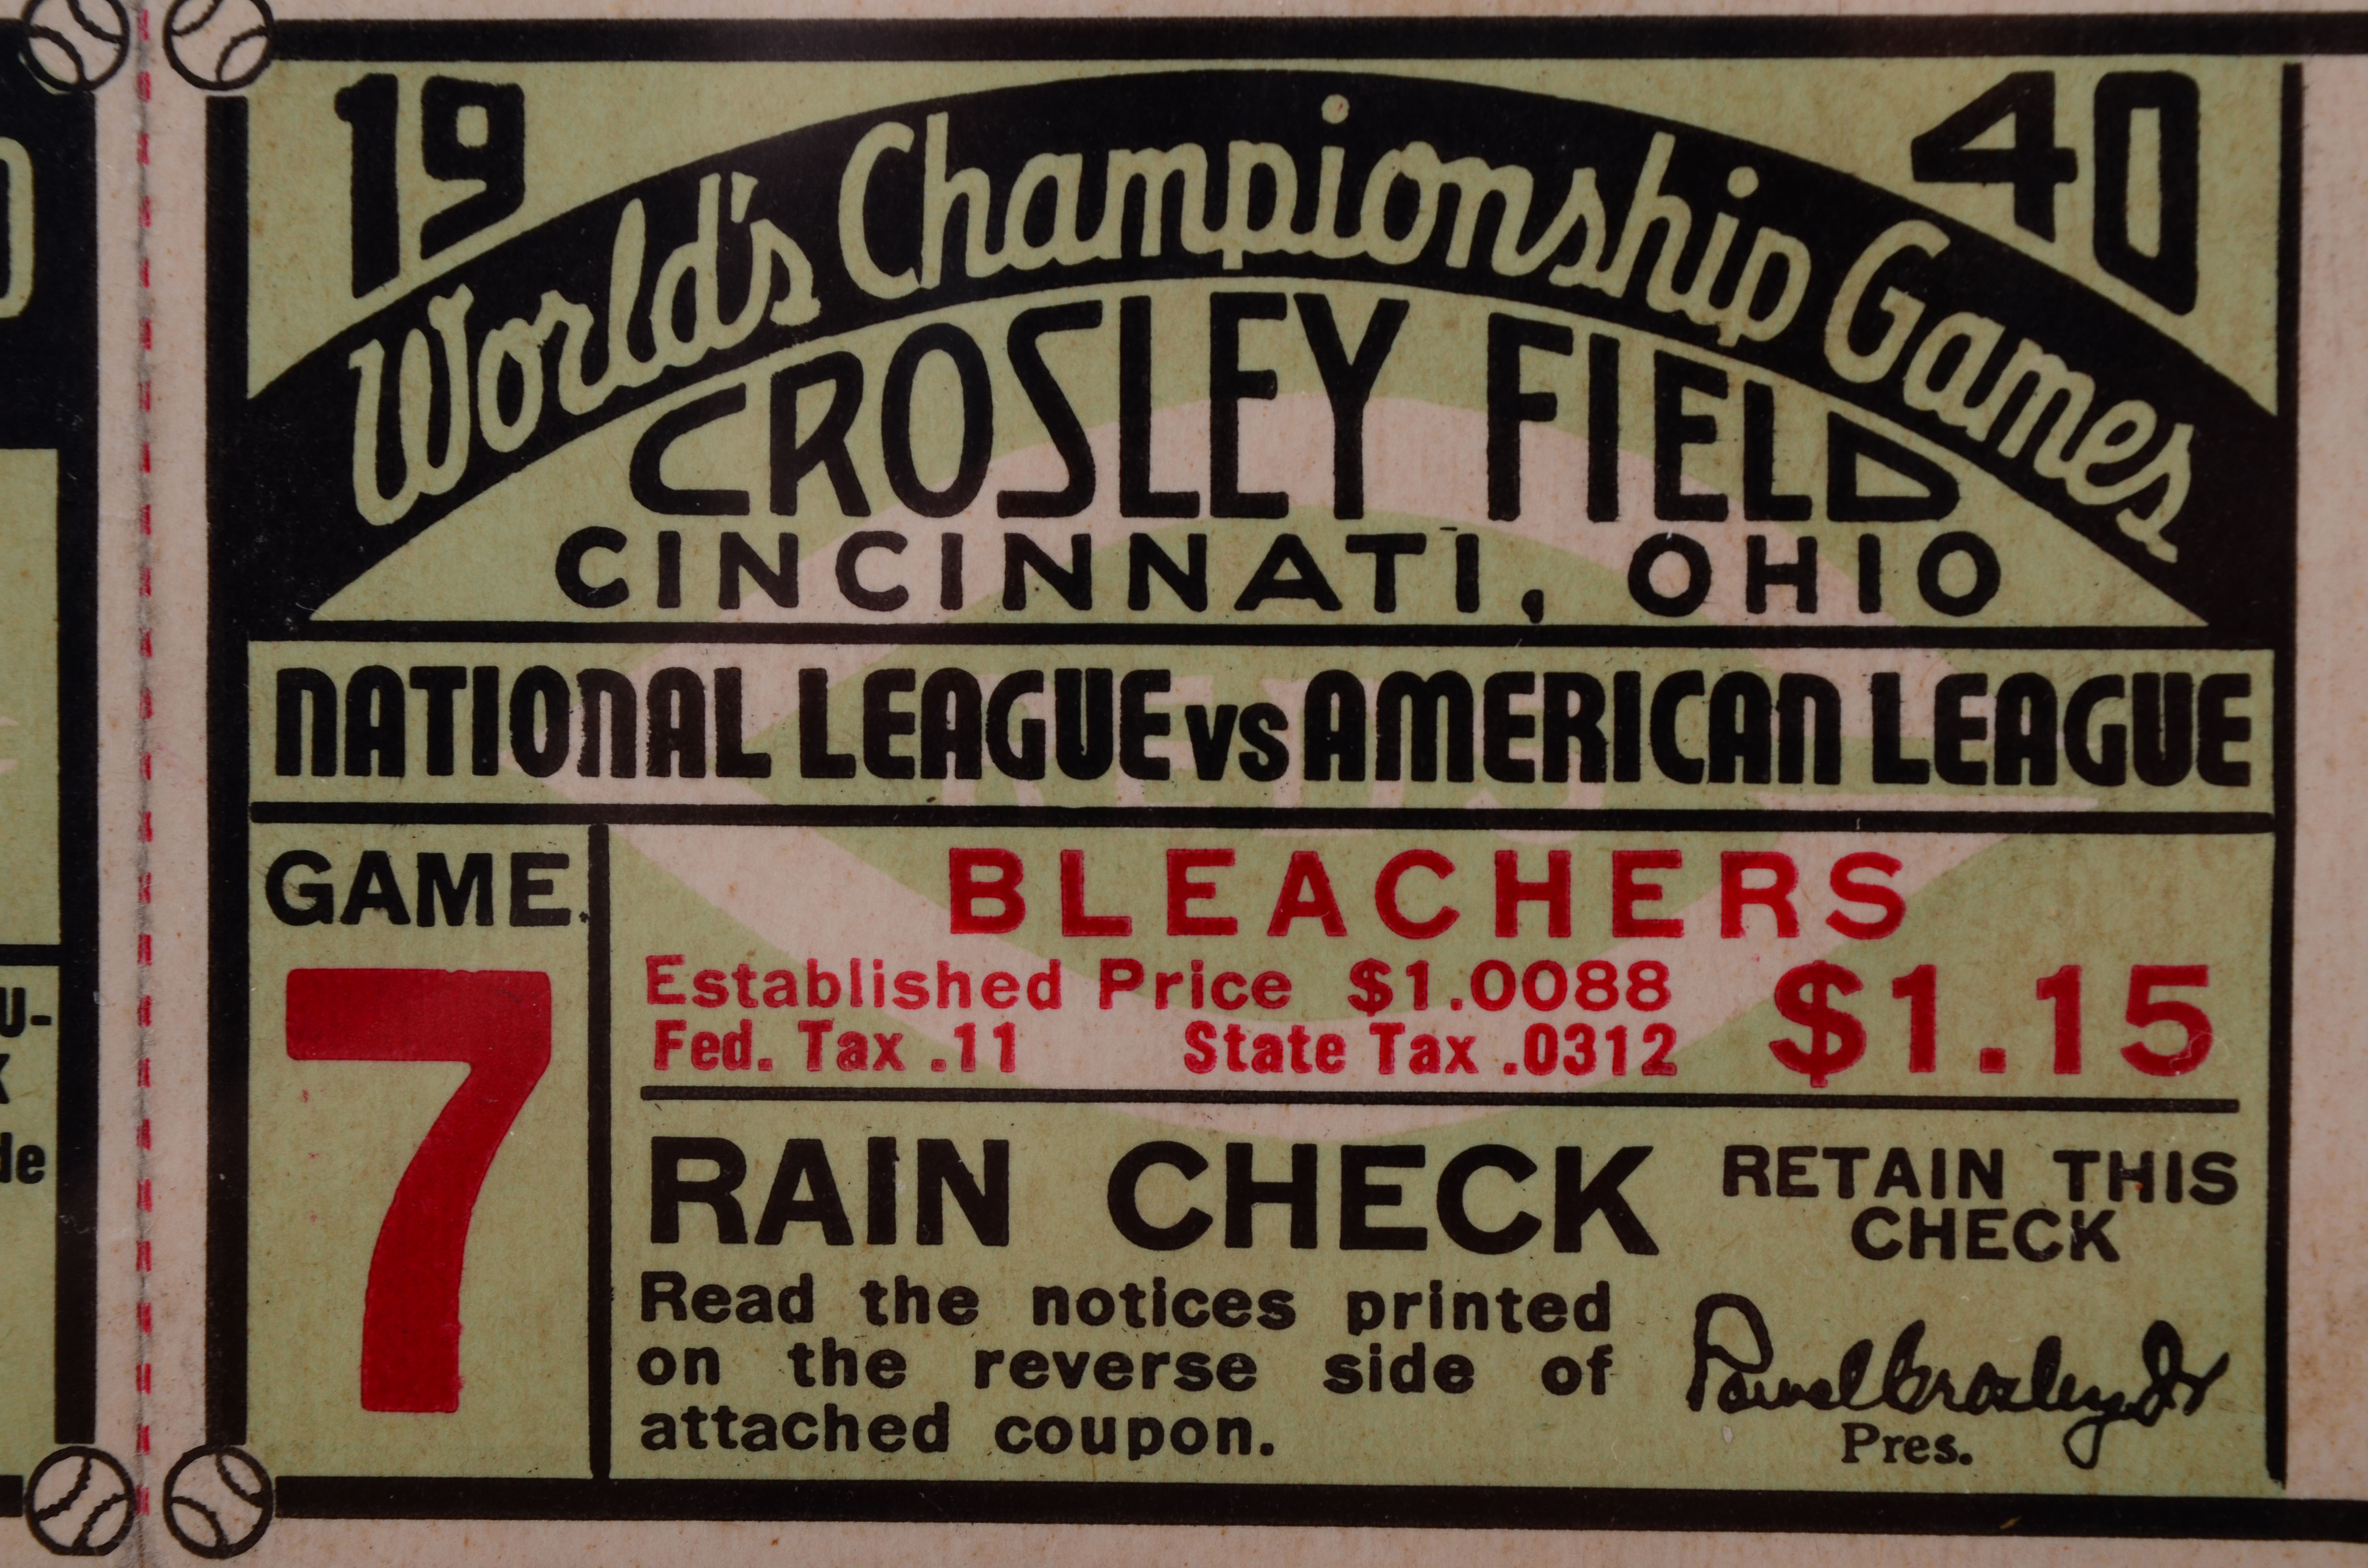 19 40
World's Championship Games
CROSLEY FIELD
CINCINNATI, OHIO
NATIONAL LEAGUE vs AMERICAN LEAGUE
GAME
7
BLEACHERS
Established Price $1.0088
Fed. Tax .11 State Tax .0312
$1.15
RAIN CHECK
Read the notices printed
on the reverse side of
attached coupon.
RETAIN THIS
CHECK
Powel Crosley Jr
Pres.
U-
de